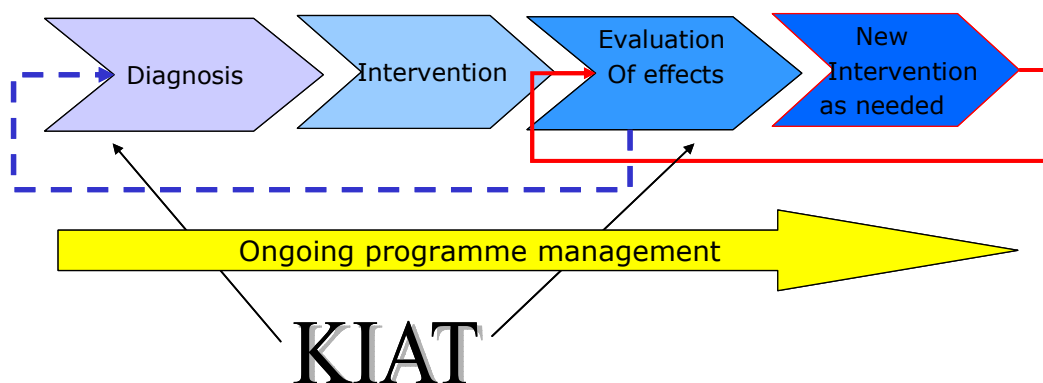 Diagnosis
Intervention
Evaluation
Of effects
New
Intervention
as needed
Ongoing programme management
KIAT